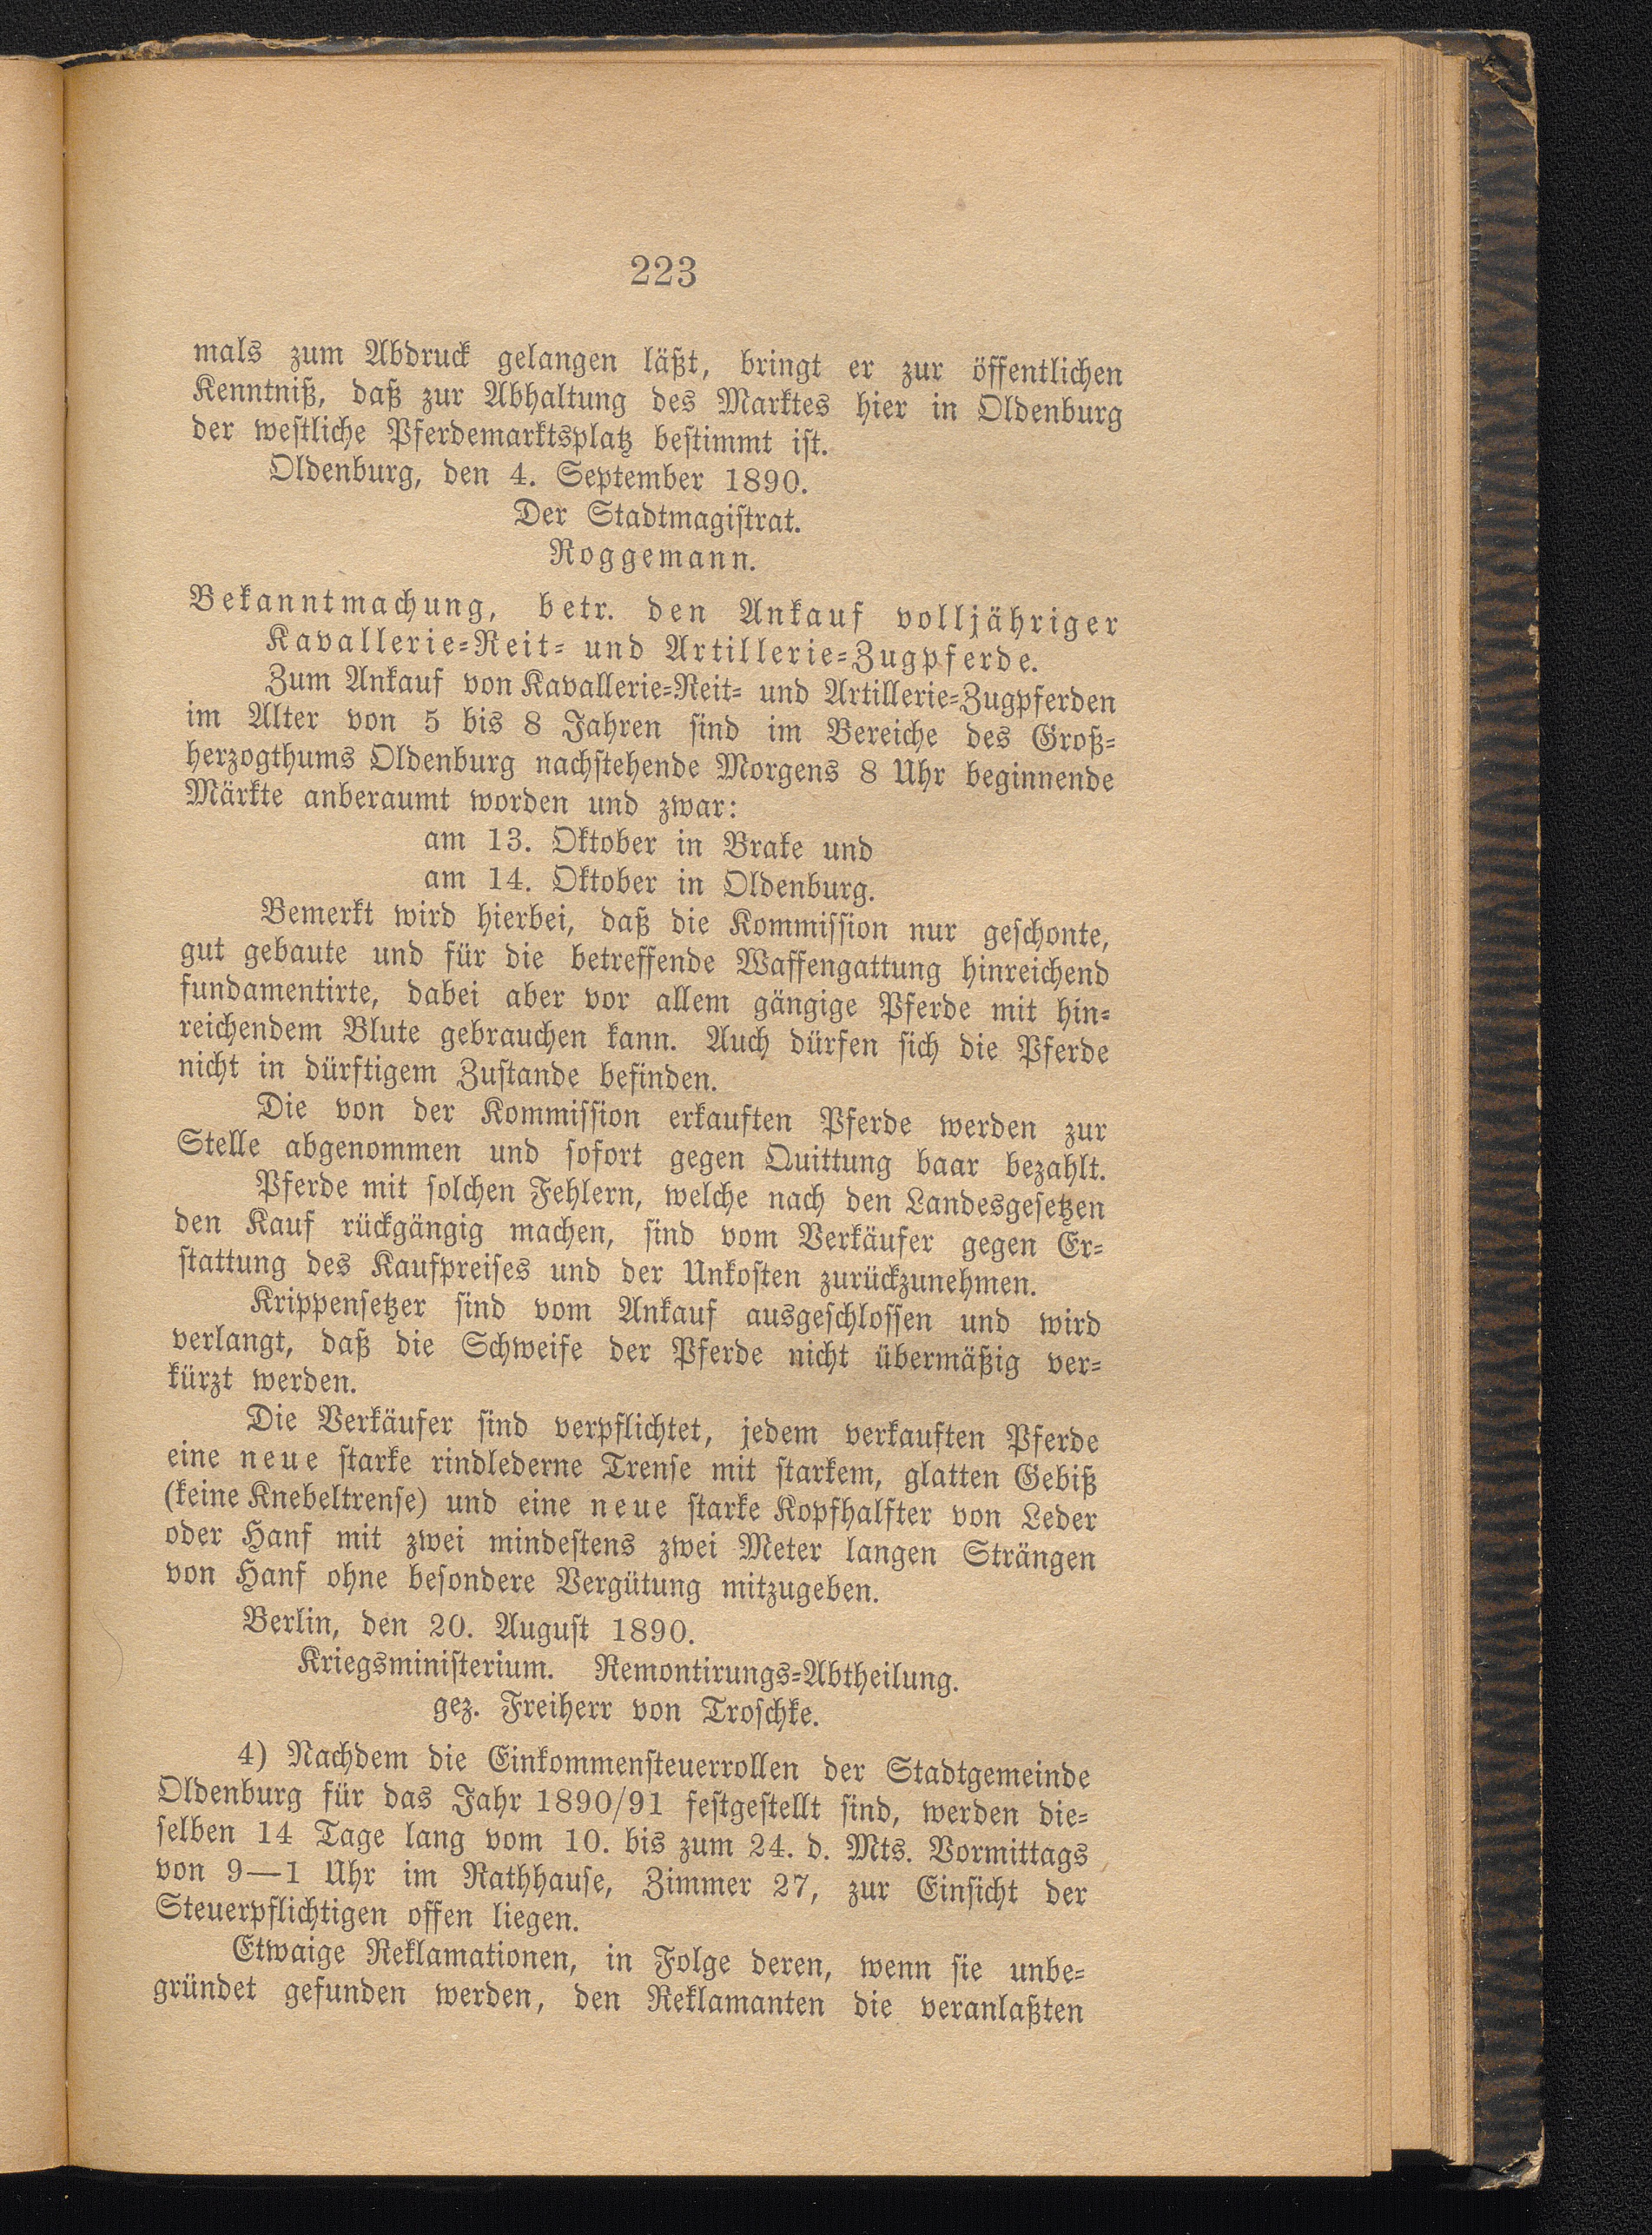 223
mals zum Abdruck gelangen läßt, bringt er zur öffentlichen
Kenntniß, daß zur Abhaltung des Marktes hier in Oldenburg
der westliche Pferdemarktsplatz bestimmt ist.
Oldenburg, den 4. September 1890.
Der Stadtmagistrat.
Roggemann.
Bekanntmachung, betr. den Ankauf volljähriger
Kavallerie-Reit- und Artillerie-Zugpferde.
Zum Ankauf von Kavallerie-Reit- und Artillerie-Zugpferden
im Alter von 5 bis 8 Jahren sind im Bereiche des Groß-
herzogthums Oldenburg nachstehende Morgens 8 Uhr beginnende
Märkte anberaumt worden und zwar:
am 13. Oktober in Brake und
am 14. Oktober in Oldenburg.
Bemerkt wird hierbei, daß die Kommission nur geschonte,
gut gebaute und für die betreffende Waffengattung hinreichend
fundamentirte, dabei aber vor allem gängige Pferde mit hin-
reichendem Blute gebrauchen kann. Auch dürfen sich die Pferde
nicht in dürftigem Zustande befinden.
Die von der Kommission erkauften Pferde werden zur
Stelle abgenommen und sofort gegen Quittung baar bezahlt.
Pferde mit solchen Fehlern, welche nach den Landesgesetzen
den Kauf rückgängig machen, sind vom Verkäufer gegen Er-
stattung des Kaufpreises und der Unkosten zurückzunehmen.
Krippensetzer sind vom Ankauf ausgeschlossen und wird
verlangt, daß die Schweife der Pferde nicht übermäßig ver-
kürzt werden.
Die Verkäufer sind verpflichtet, jedem verkauften Pferde
eine neue starke rindlederne Trense mit starkem, glatten Gebiß
(keine Knebeltrense) und eine neue starke Kopfhalfter von Leder
oder Hanf mit zwei mindestens zwei Meter langen Strängen
von Hanf ohne besondere Vergütung mitzugeben.
Berlin, den 20. August 1890.
Kriegsministerium. Remontirungs-Abtheilung.
gez. Freiherr von Troschke.
4) Nachdem die Einkommensteuerrollen der Stadtgemeinde
Oldenburg für das Jahr 1890/91 festgestellt sind, werden die-
selben 14 Tage lang vom 10. bis zum 24. d. Mts. Vormittags
von 9—1 Uhr im Rathhause, Zimmer 27, zur Einsicht der
Steuerpflichtigen offen liegen.
Etwaige Reklamationen, in Folge deren, wenn sie unbe-
gründet gefunden werden, den Reklamanten die veranlaßten